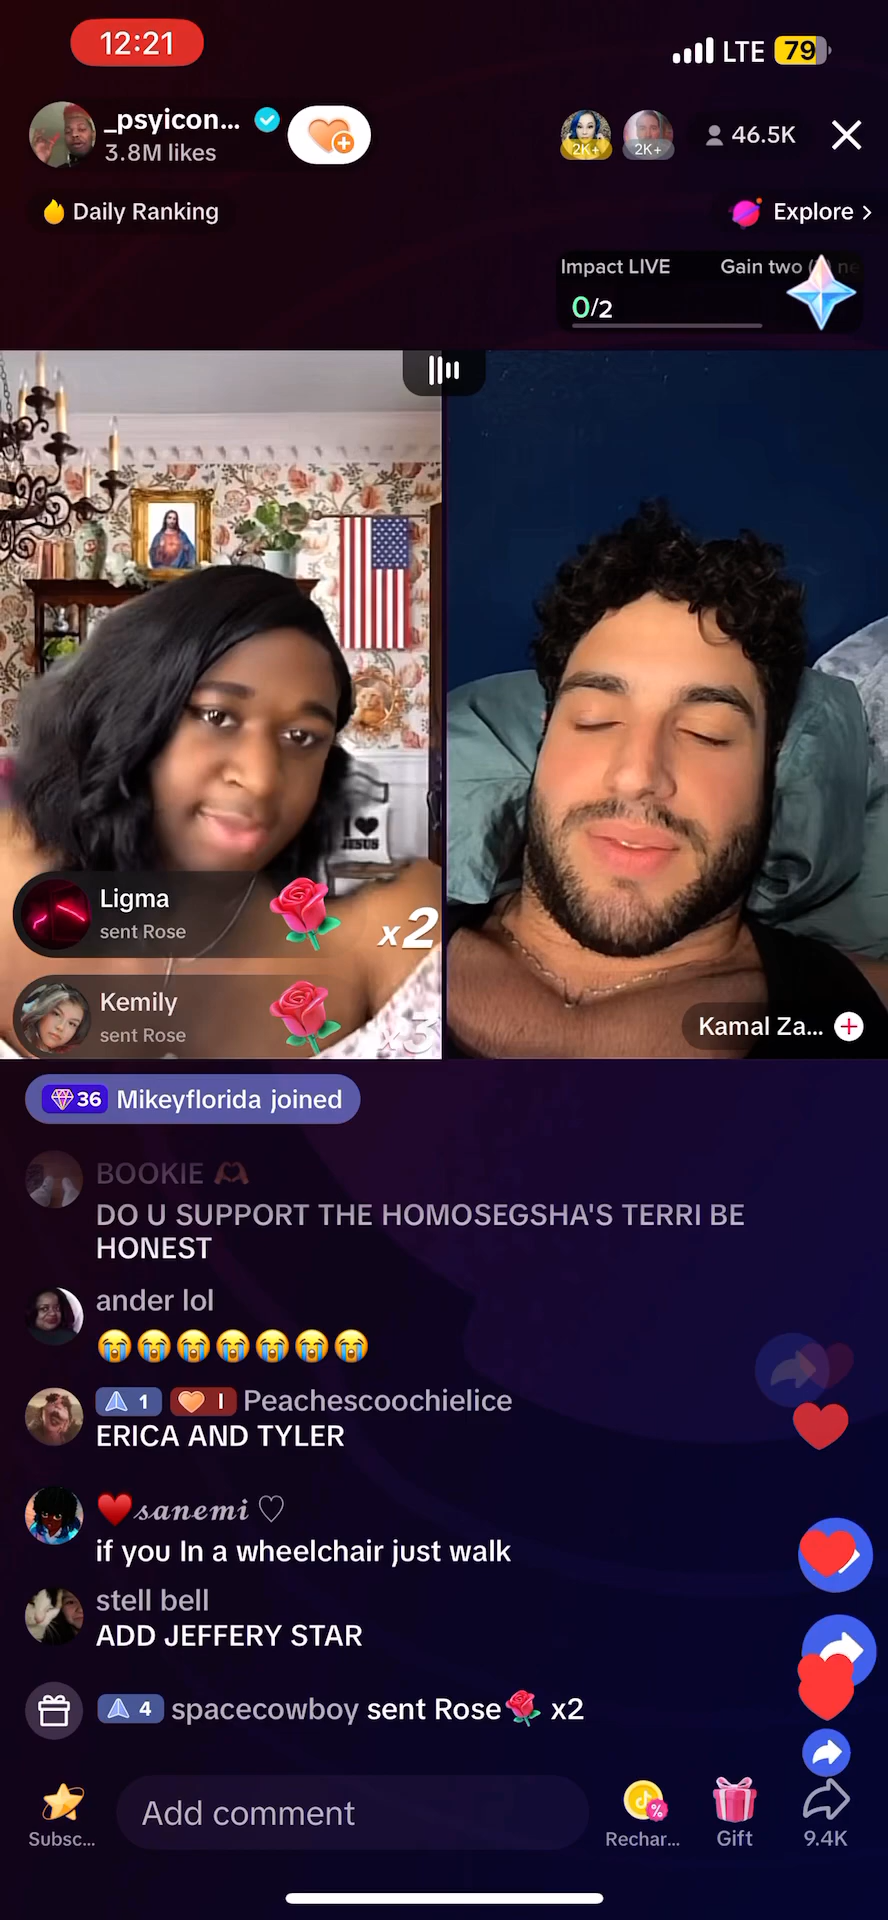 12:21
LTE 79
_psyicon...
3.8M likes
2K+
2K+
46.5K
Daily Ranking
Explore >
Impact LIVE Gain two
0/2
I ❤
JESUS
Ligma
sent Rose
x2
Kemily
sent Rose
x3
Kamal Za...
36 Mikeyflorida joined
BOOKIE
DO U SUPPORT THE HOMOSEGSHA'S TERRI BE
HONEST
ander lol
😭😭😭😭😭😭😭
1 I Peachescoochielice
ERICA AND TYLER
♥️𝓼𝓪𝓷𝓮𝓶𝓲 ♡
if you In a wheelchair just walk
stell bell
ADD JEFFERY STAR
4 spacecowboy sent Rose🌹 x2
Add comment
Subsc...
Rechar...
Gift
9.4K